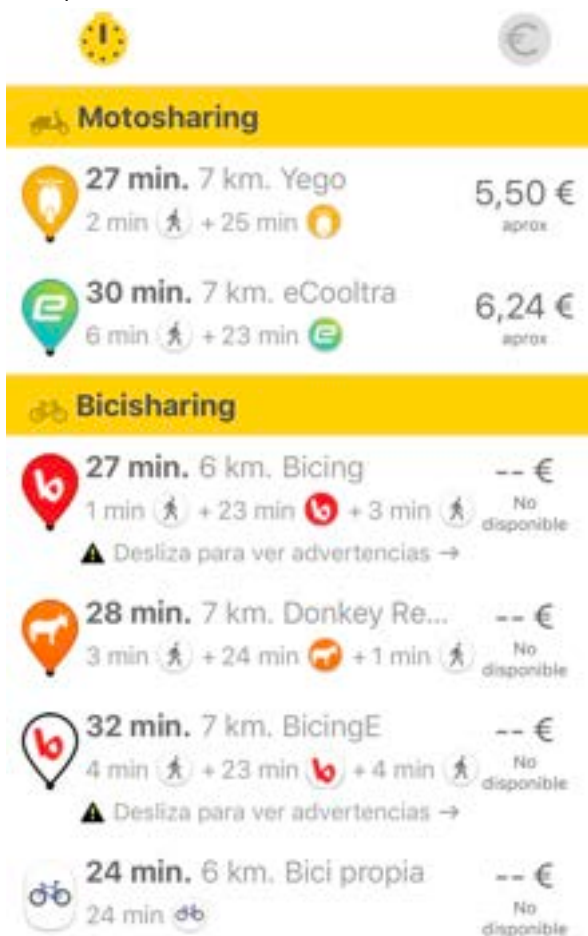 €
Motosharing
27 min. 7 km. Yego
5,50 €
2 min + 25 min
aprox
30 min. 7 km. eCooltra
6,24 €
6 min + 23 min
aprox
Bicisharing
27 min. 6 km. Bicing
-- €
1 min + 23 min + 3 min
No disponible
Desliza para ver advertencias →
28 min. 7 km. Donkey Re...
-- €
3 min + 24 min + 1 min
No disponible
32 min. 7 km. BicingE
-- €
4 min + 23 min + 4 min
No disponible
Desliza para ver advertencias →
24 min. 6 km. Bici propia
-- €
24 min
No disponible